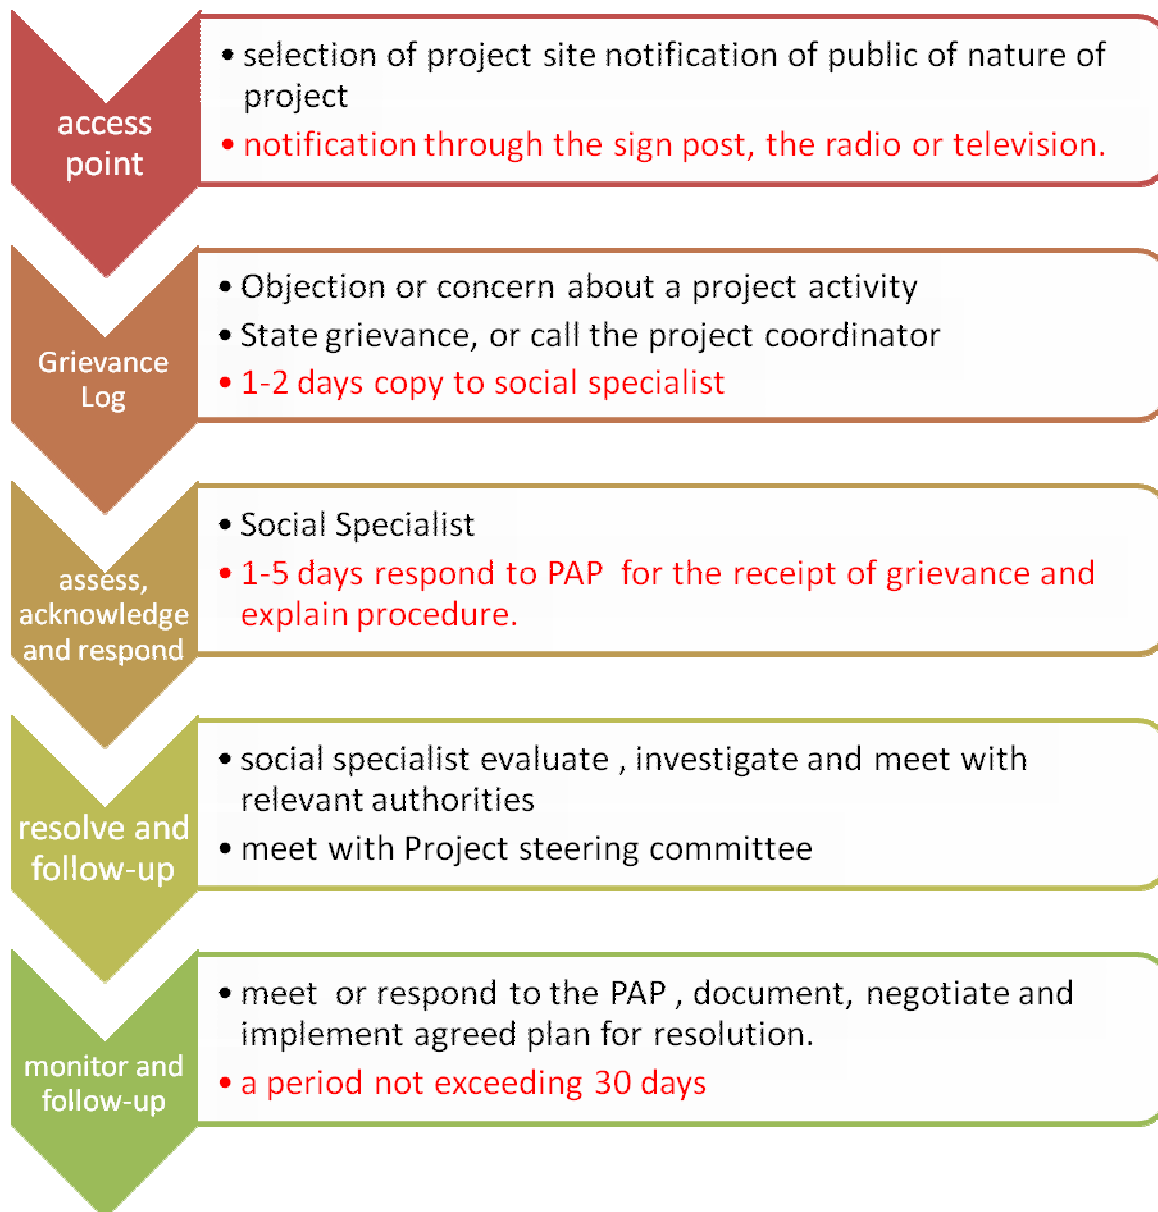 access
point
• selection of project site notification of public of nature of
project
• notification through the sign post, the radio or television.
Grievance
Log
• Objection or concern about a project activity
• State grievance, or call the project coordinator
• 1-2 days copy to social specialist
assess,
acknowledge
and respond
• Social Specialist
• 1-5 days respond to PAP  for the receipt of grievance and
explain procedure.
resolve and
follow-up
• social specialist evaluate , investigate and meet with
relevant authorities
• meet with Project steering committee
monitor and
follow-up
• meet  or respond to the PAP , document, negotiate and
implement agreed plan for resolution.
• a period not exceeding 30 days